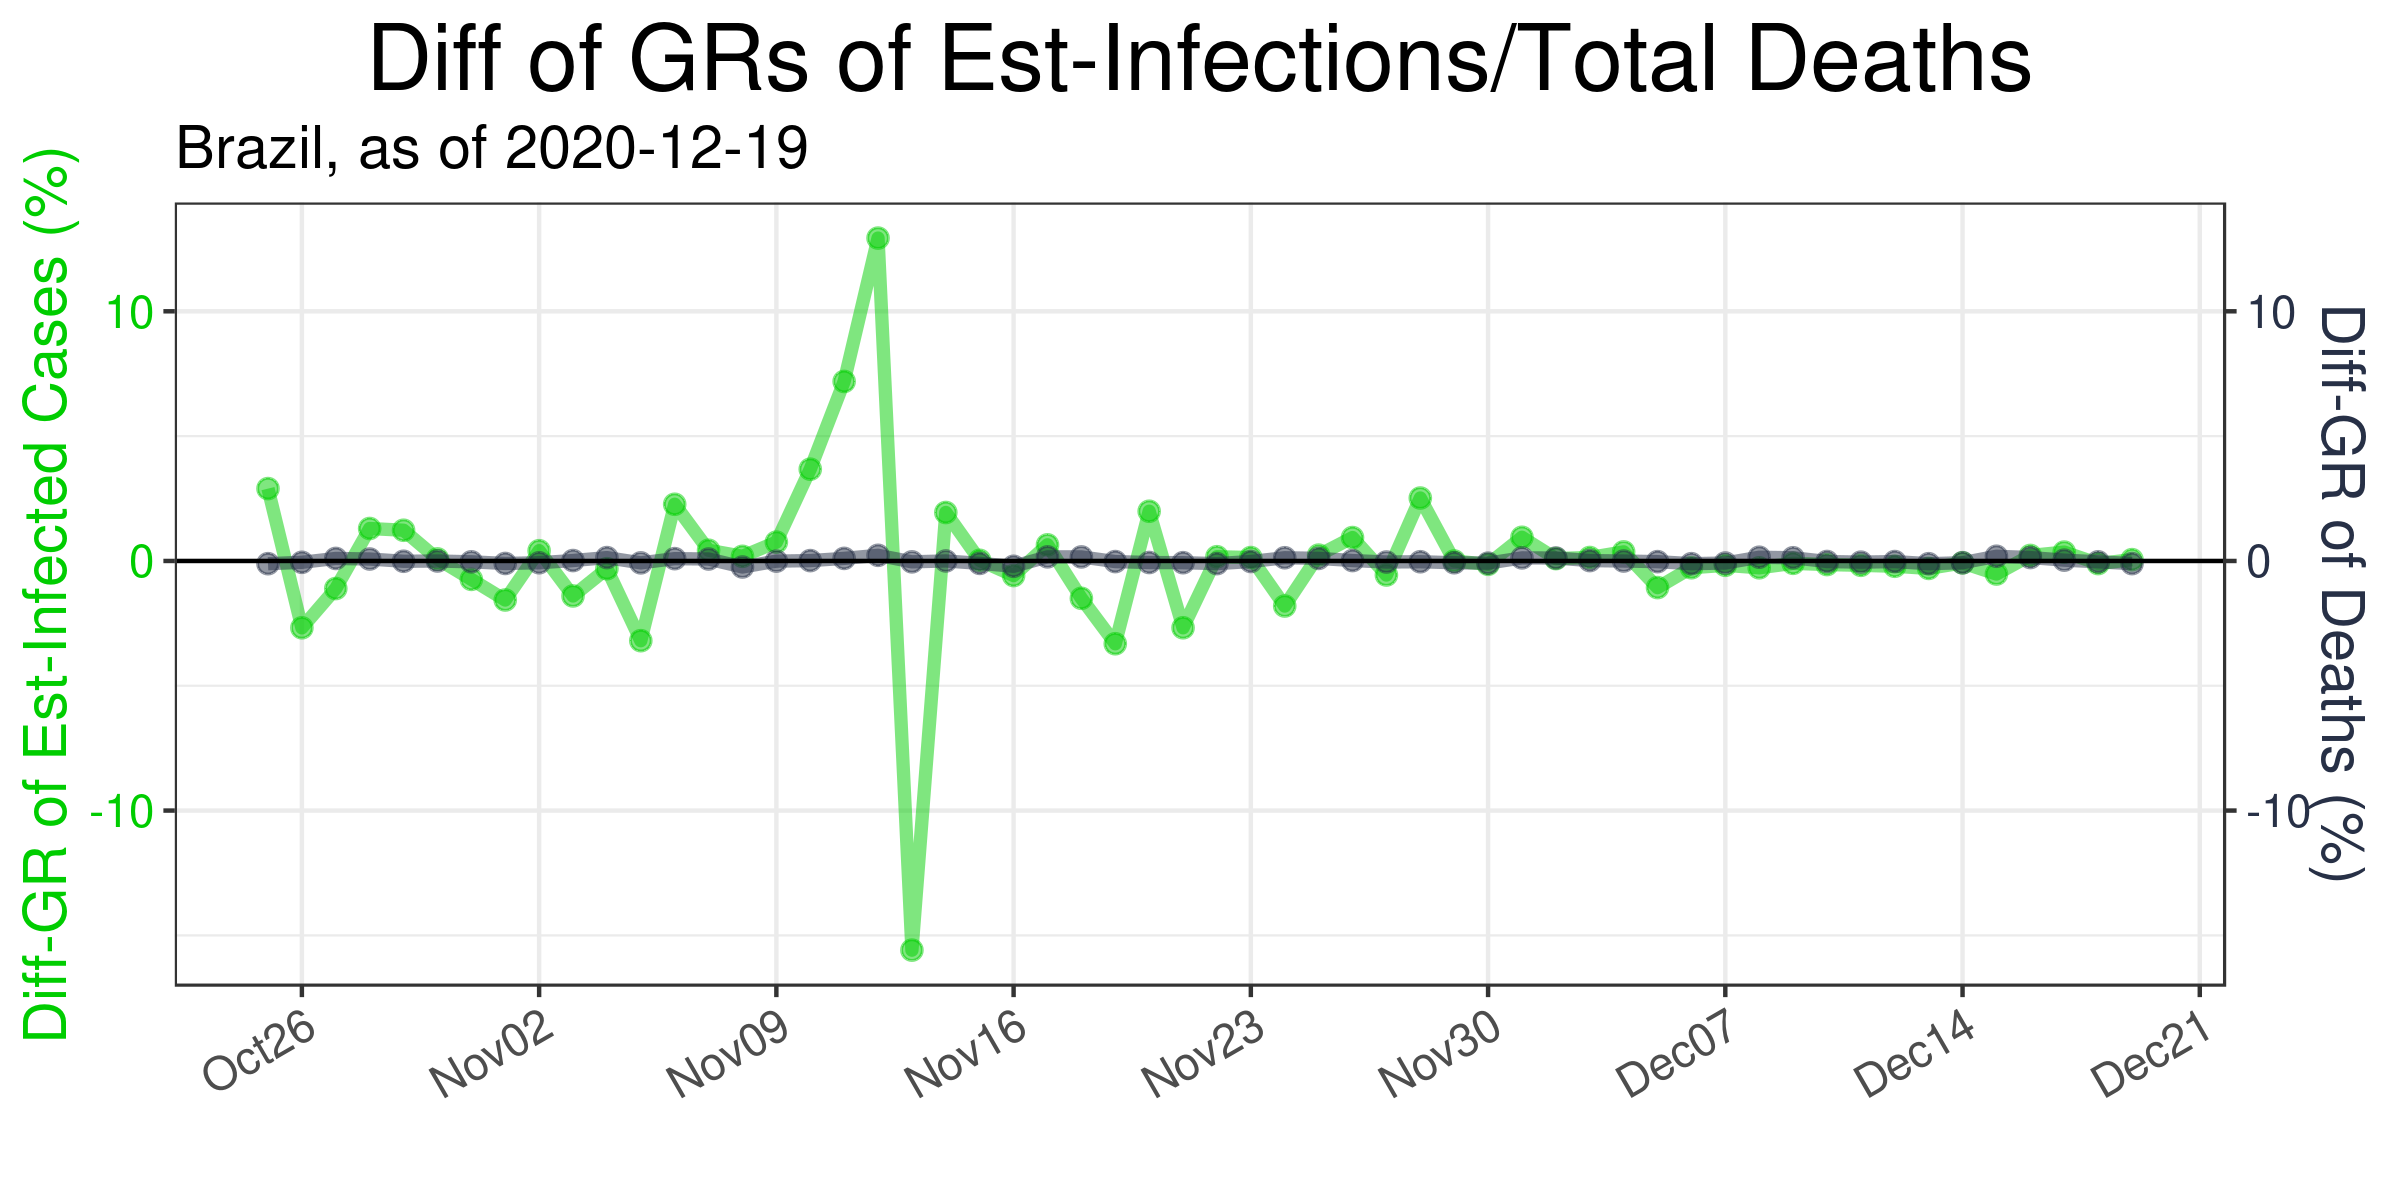 Diff of GRs of Est-Infections/Total Deaths
Brazil, as of 2020-12-19
Diff-GR of Est-Infected Cases (%)
10
0
-10
10
0
-10
Diff-GR of Deaths (%)
Oct26
Nov02
Nov09
Nov16
Nov23
Nov30
Dec07
Dec14
Dec21